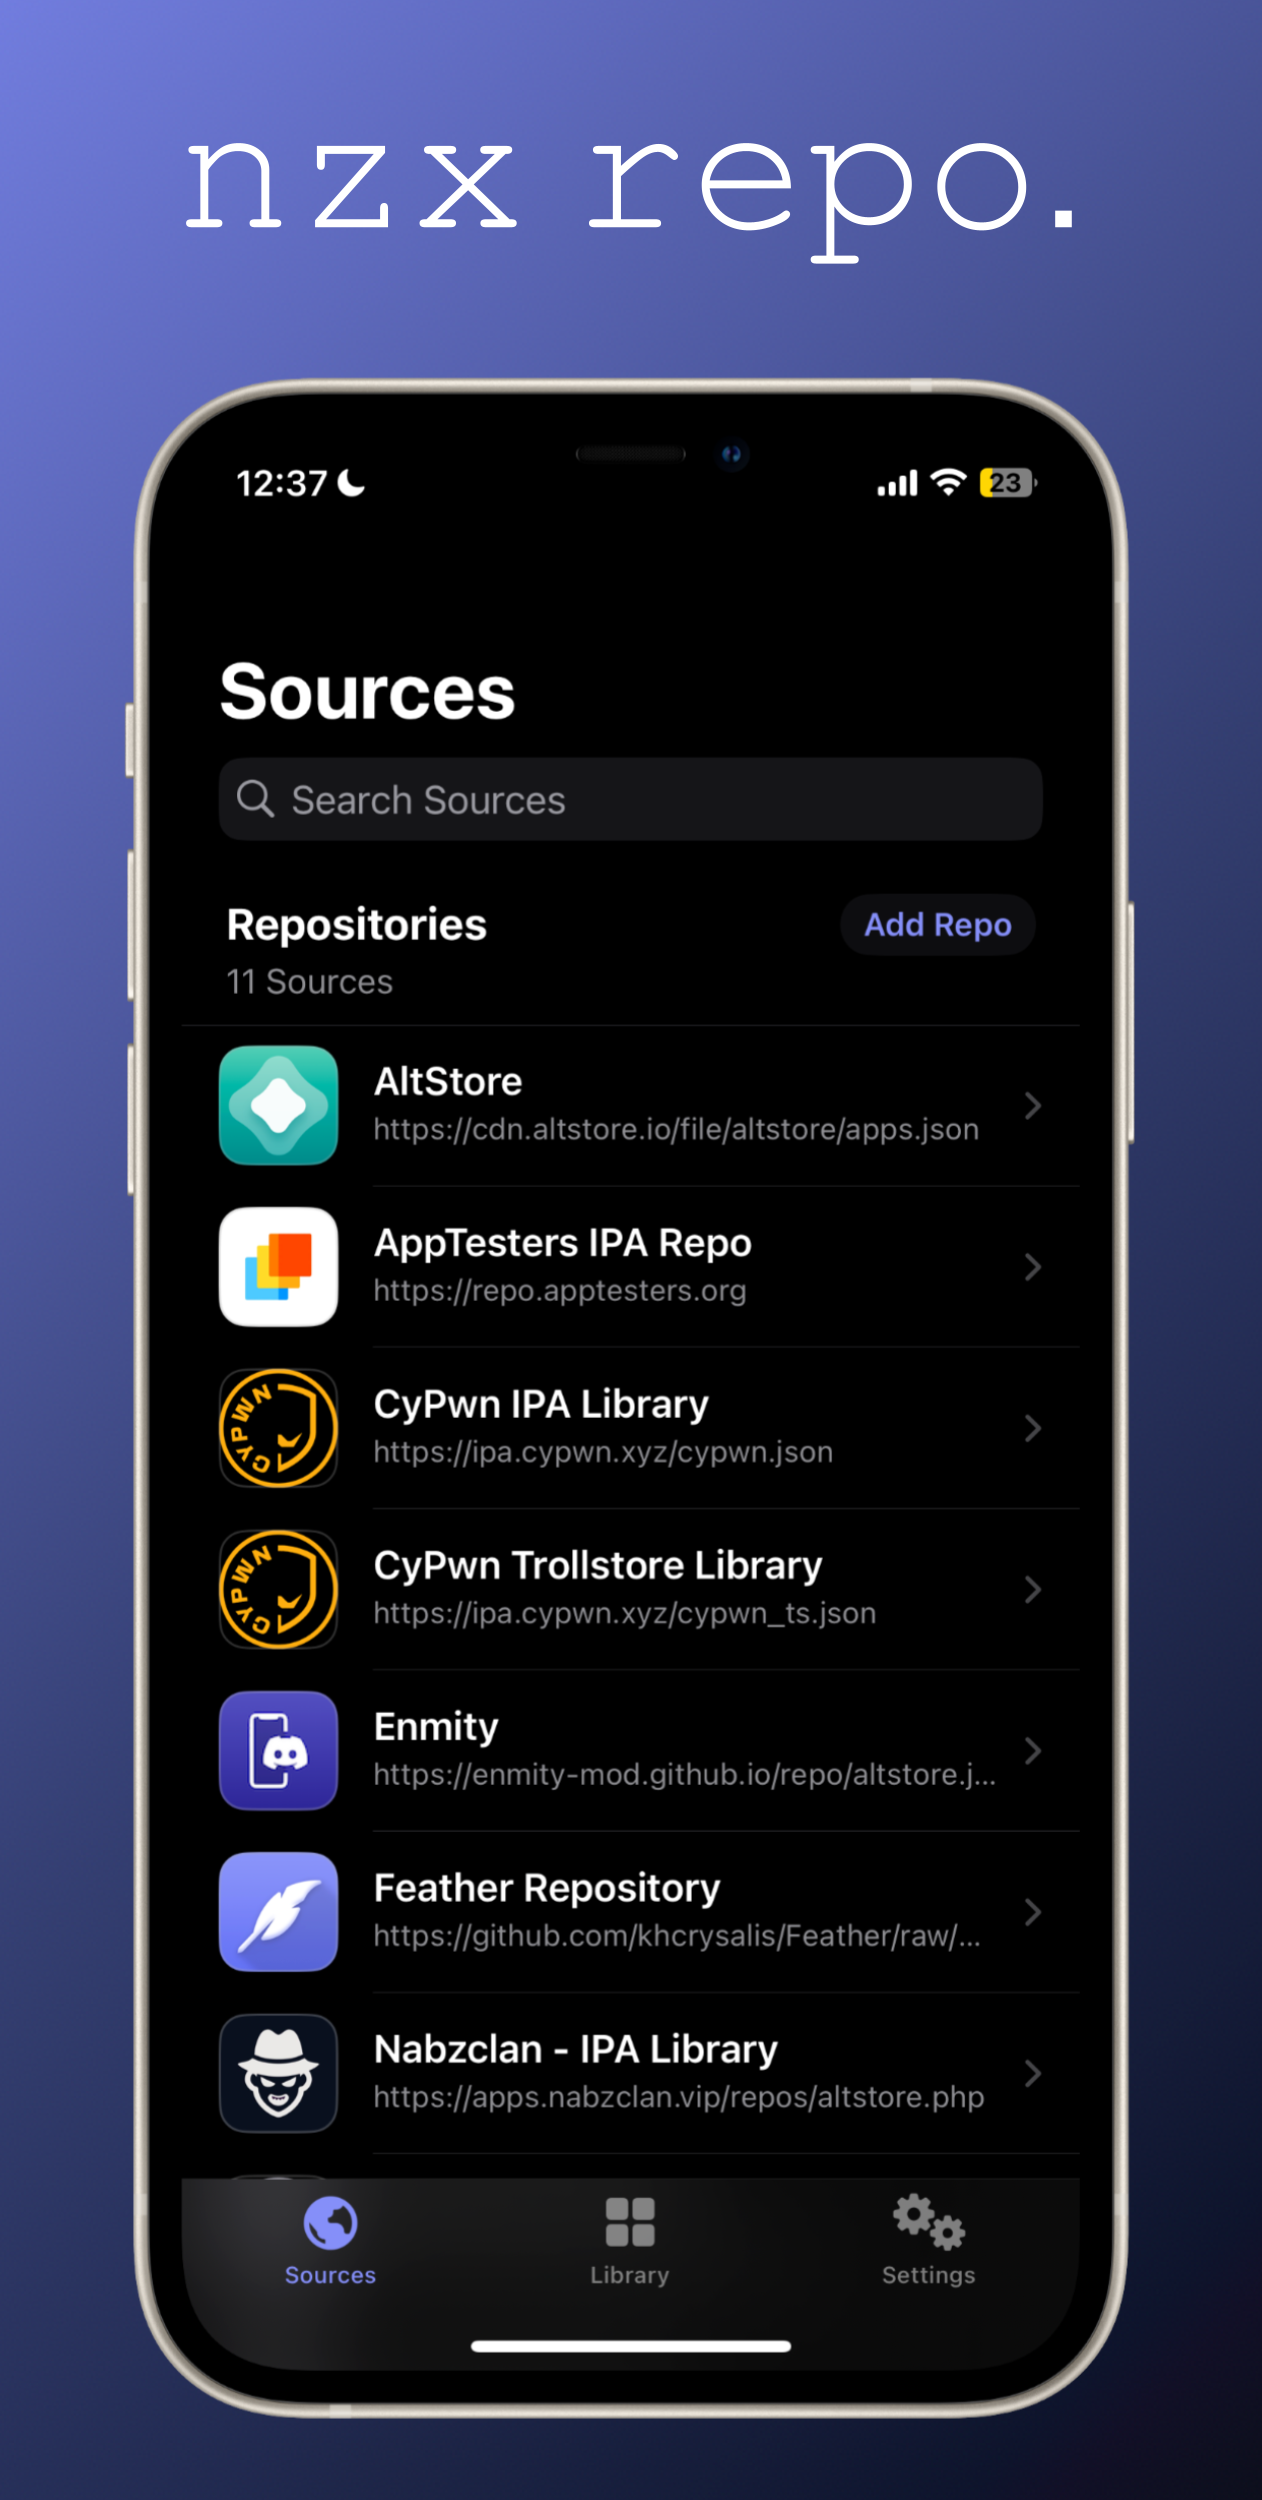 nzx repo.
12:37
23
Sources
Search Sources
Repositories
Add Repo
11 Sources
AltStore
https://cdn.altstore.io/file/altstore/apps.json
AppTesters IPA Repo
https://repo.apptesters.org
CYPWN
CyPwn IPA Library
https://ipa.cypwn.xyz/cypwn.json
CYPWN
CyPwn Trollstore Library
https://ipa.cypwn.xyz/cypwn_ts.json
Enmity
https://enmity-mod.github.io/repo/altstore.j...
Feather Repository
https://github.com/khcrysalis/Feather/raw/...
Nabzclan - IPA Library
https://apps.nabzclan.vip/repos/altstore.php
Sources
Library
Settings